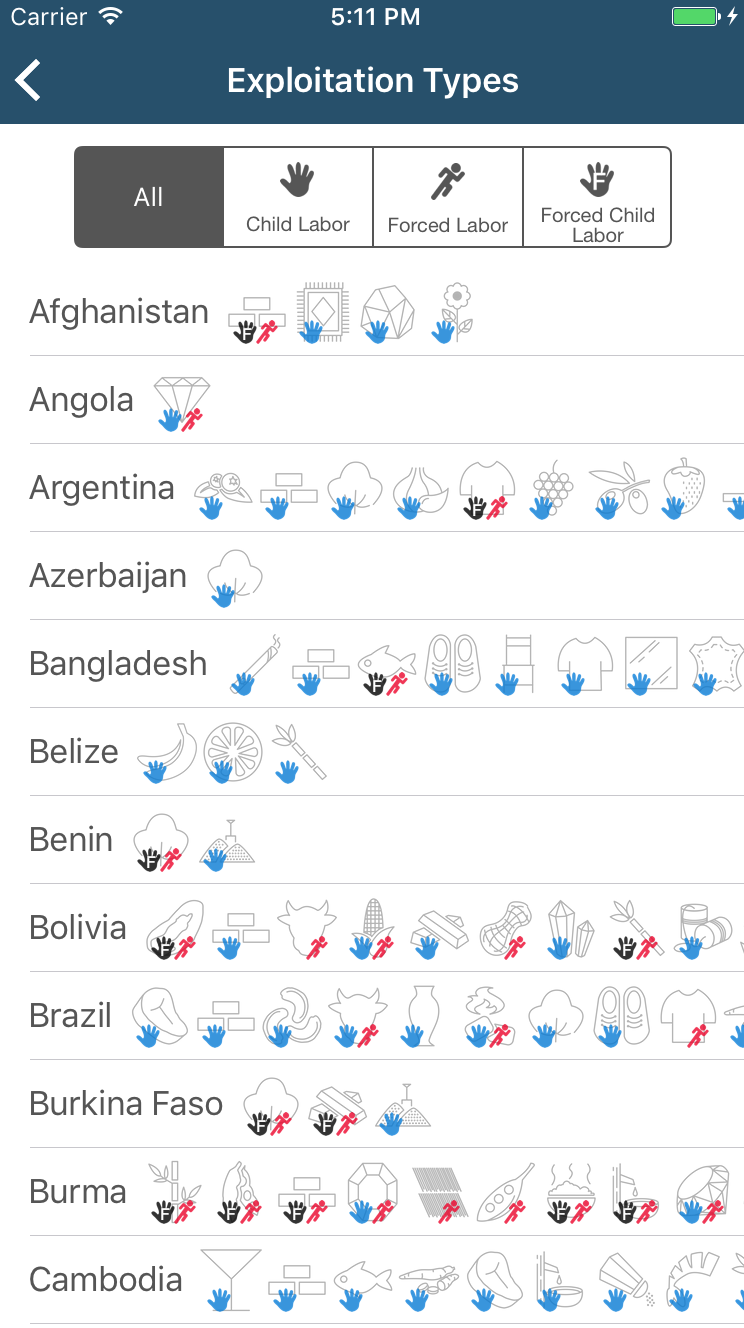 Carrier 5:11 PM
Exploitation Types
All
Child Labor
Forced Labor
Forced Child
Labor
Afghanistan
Angola
Argentina
Azerbaijan
Bangladesh
Belize
Benin
Bolivia
Brazil
Burkina Faso
Burma
Cambodia